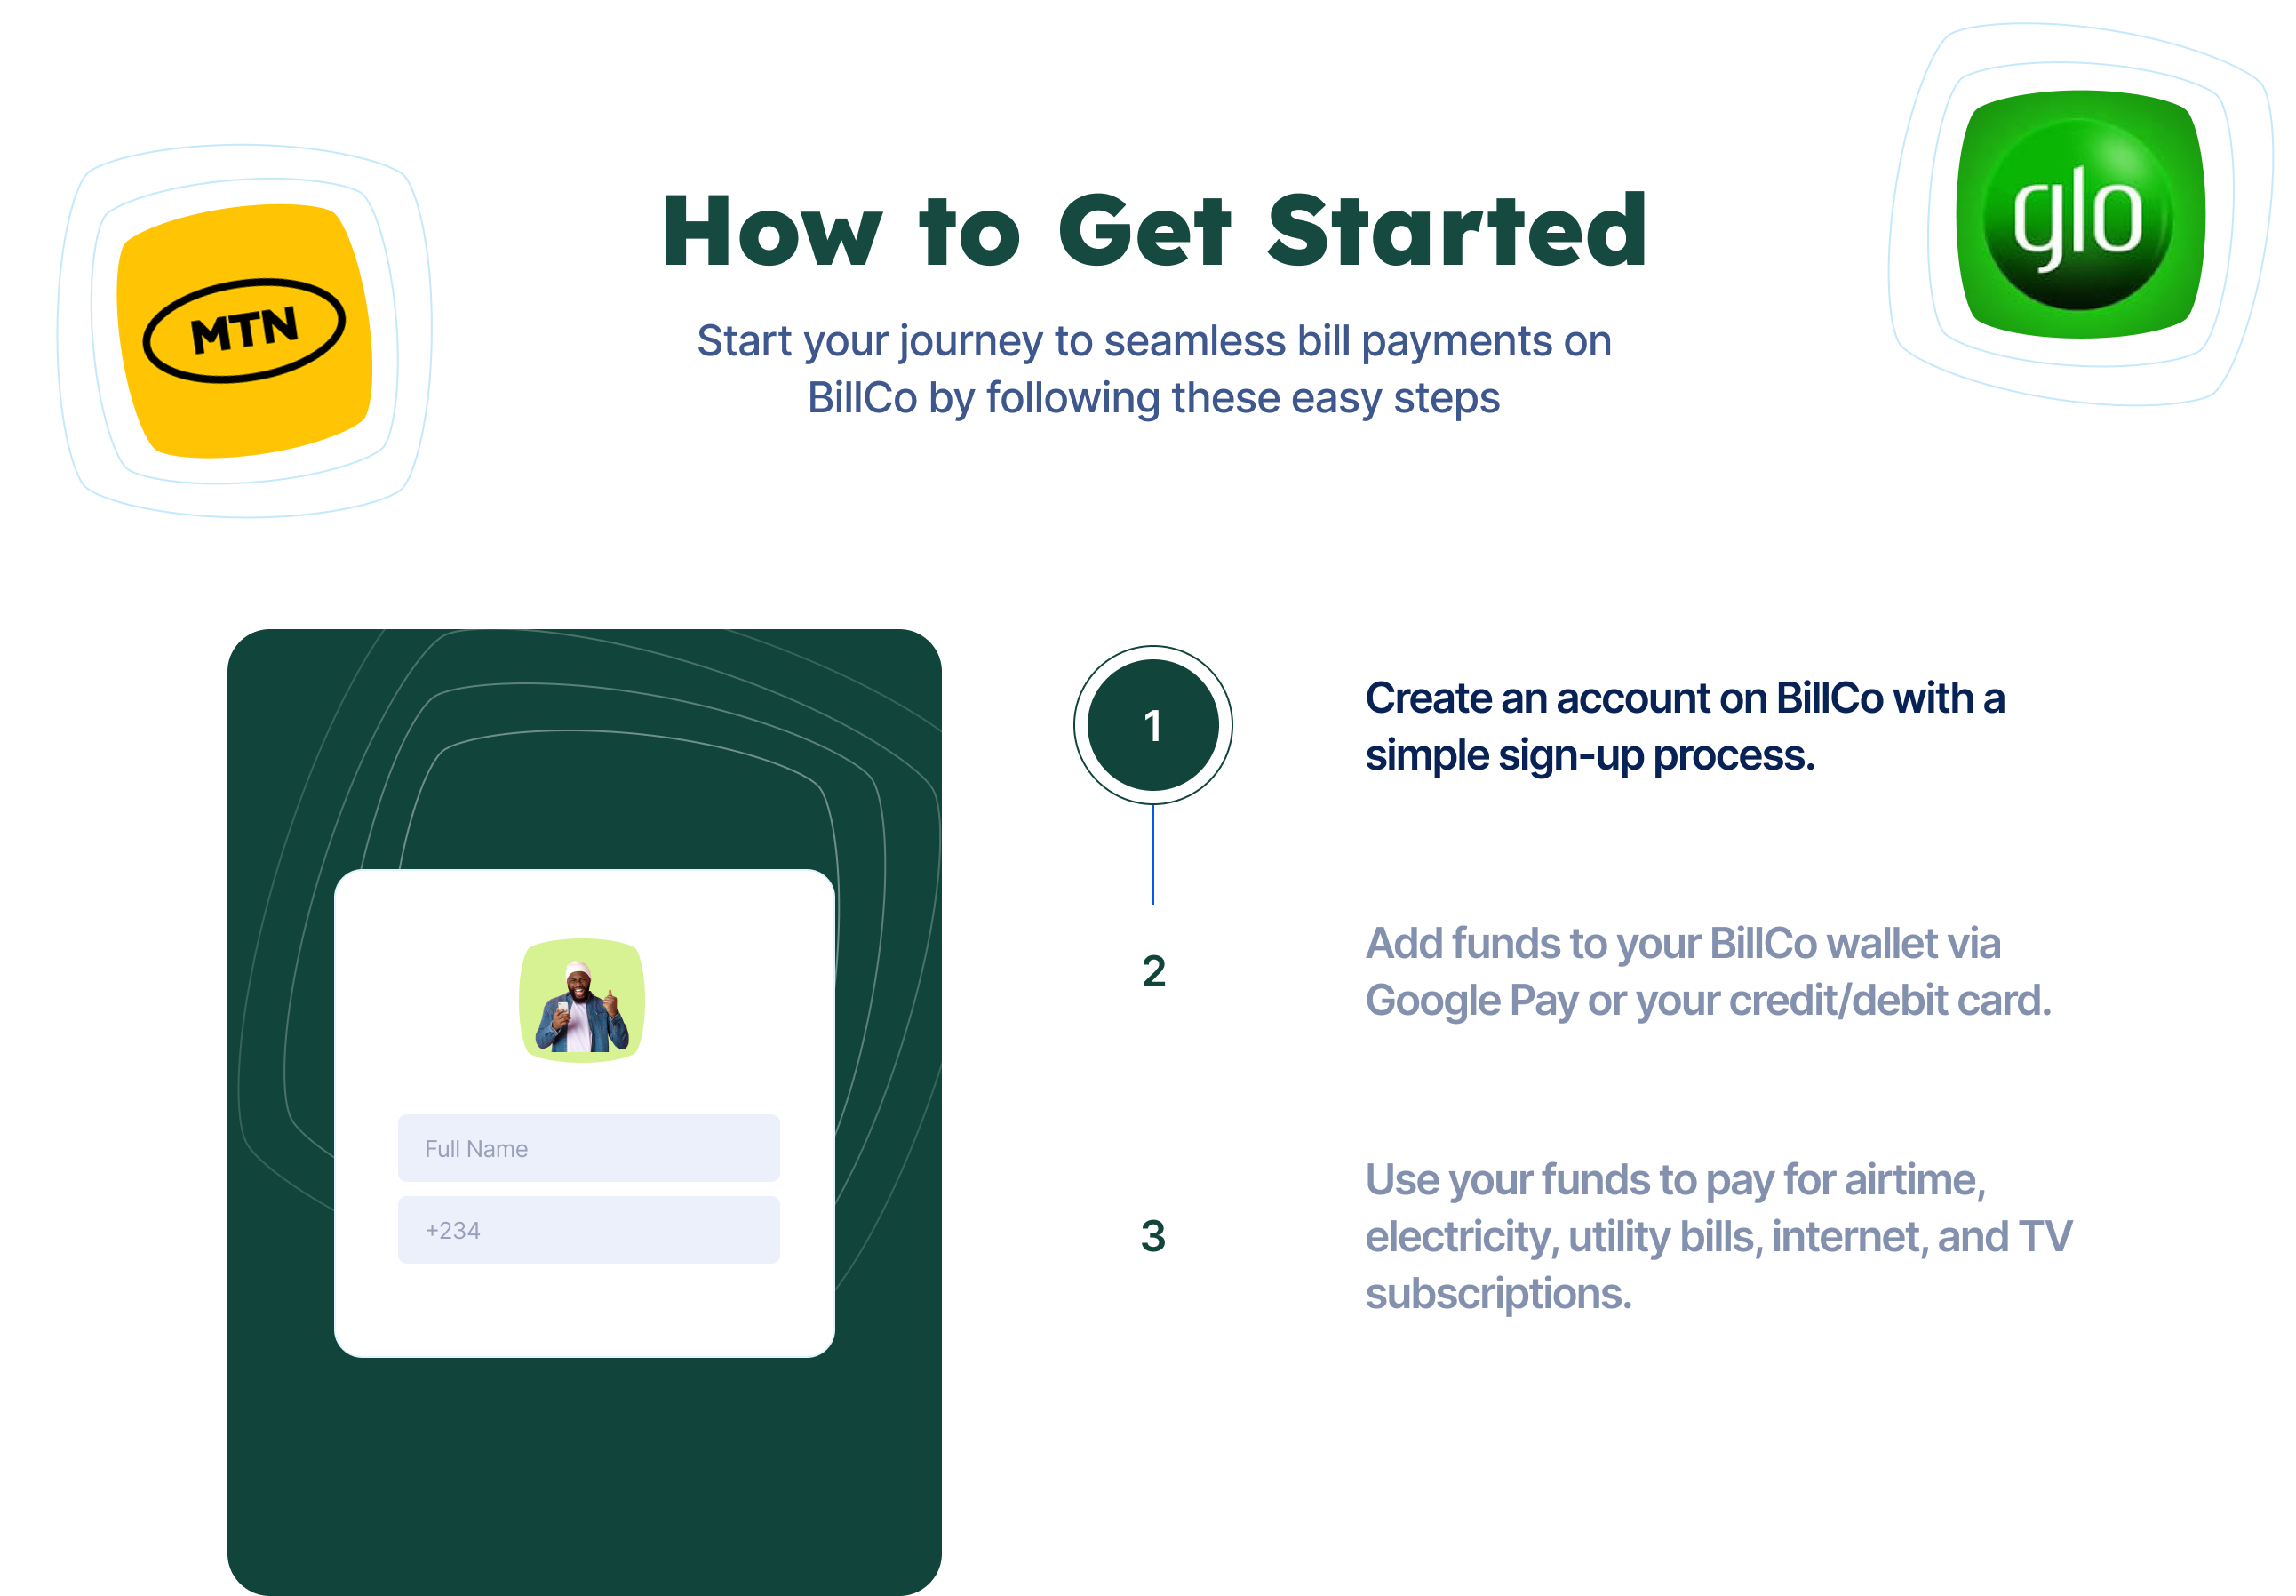 glo
MTN
How to Get Started
Start your journey to seamless bill payments on
BillCo by following these easy steps
1
Create an account on BillCo with a
simple sign-up process.
2
Add funds to your BillCo wallet via
Google Pay or your credit/debit card.
3
Use your funds to pay for airtime,
electricity, utility bills, internet, and TV
subscriptions.
Full Name
+234